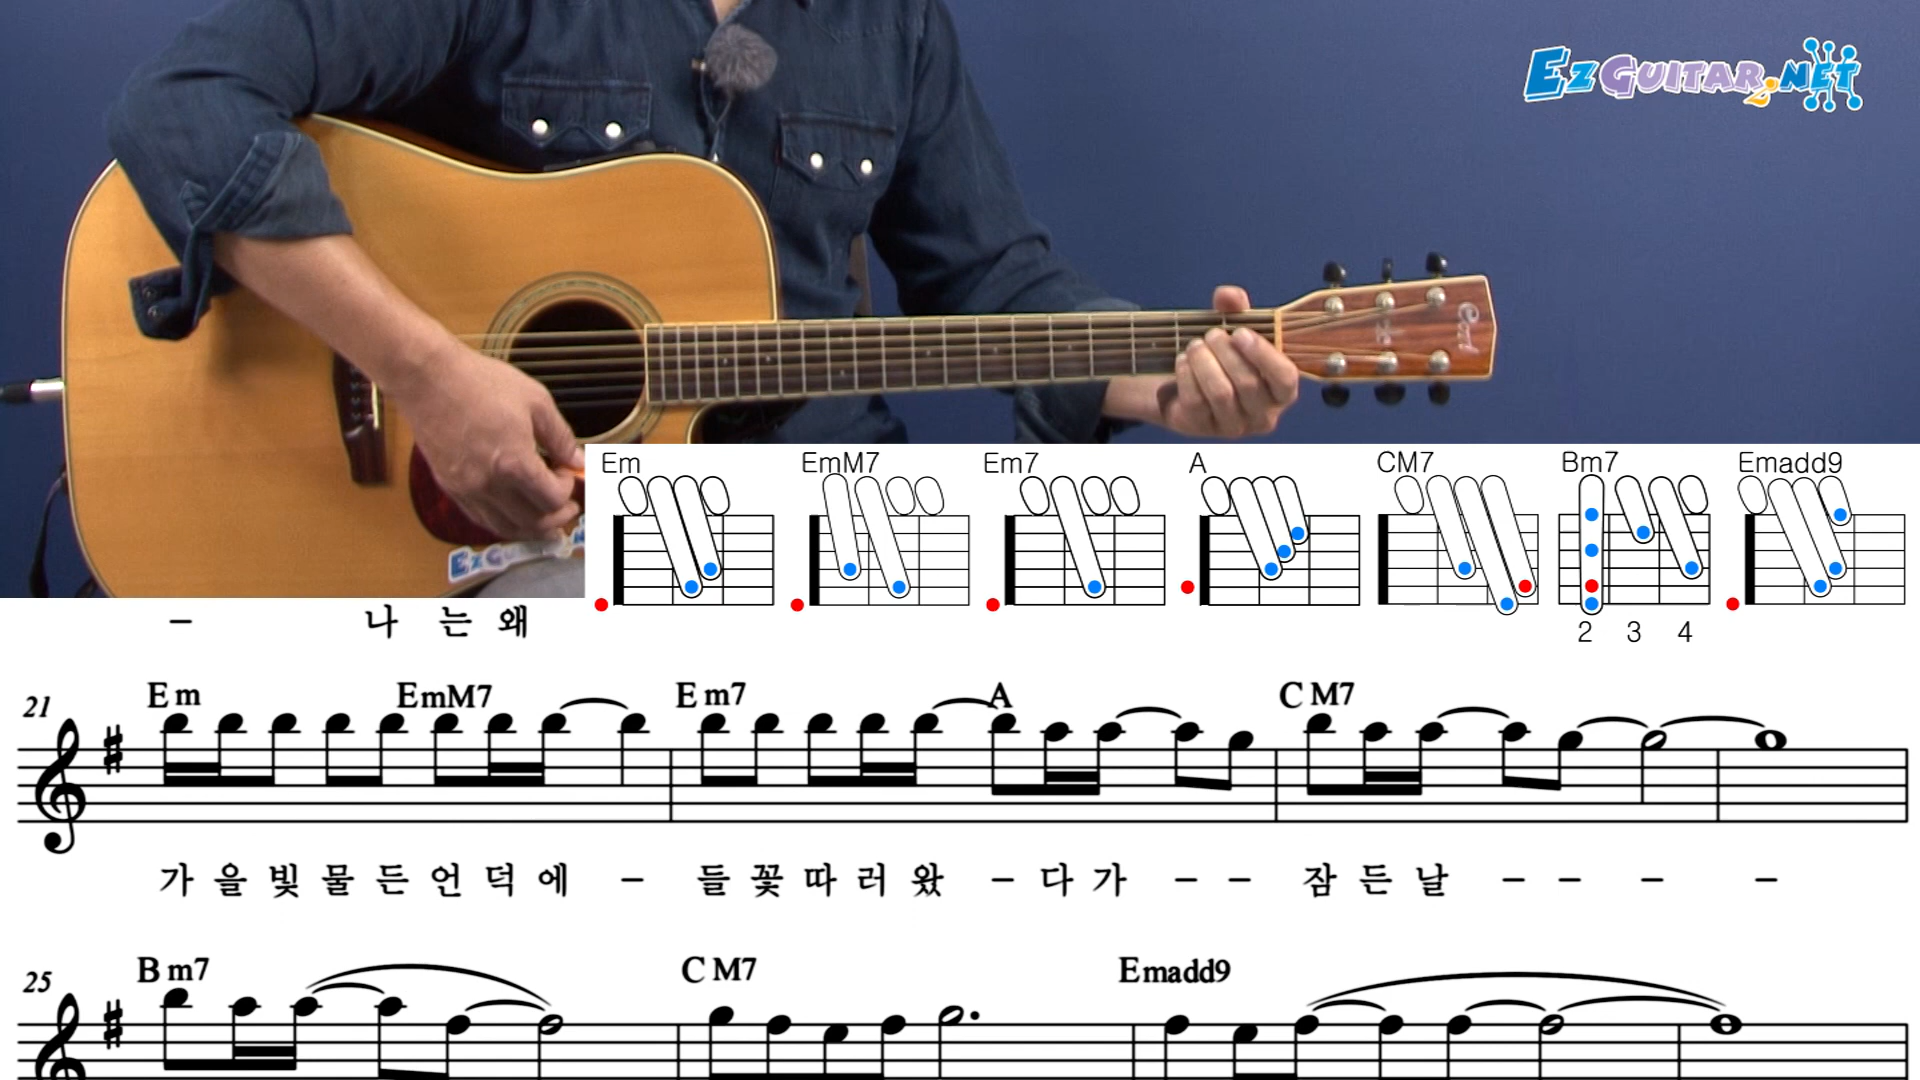 EzGuitar2.NET
Cort
EzGuitar
Em EmM7 Em7 A CM7 Bm7 Emadd9
2 3 4
– 나 는 왜
21 Em EmM7 Em7 A CM7
가 을 빛 물 든 언 덕 에 – 들 꽃 따 러 왔 – 다 가 – – 잠 든 날 – – – –
25 Bm7 CM7 Emadd9